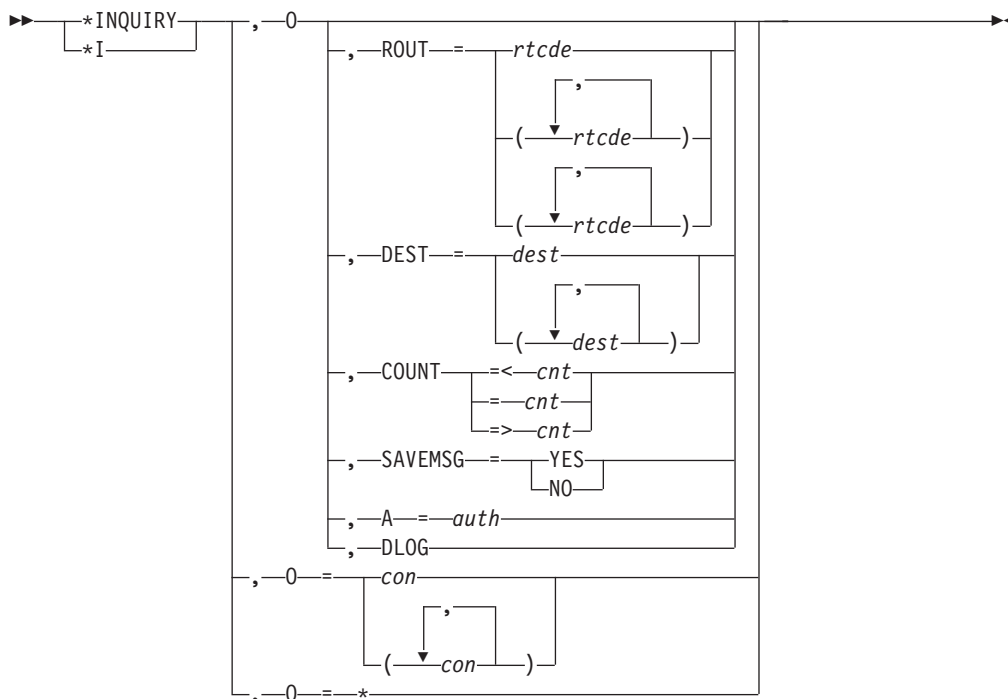 *INQUIRY , O
*I
, ROUT = rtcde
,
( rtcde )
,
( rtcde )
, DEST = dest
,
( dest )
, COUNT =< cnt
= cnt
=> cnt
, SAVEMSG = YES
NO
, A = auth
, DLOG
, O = con
,
( con )
, O = *